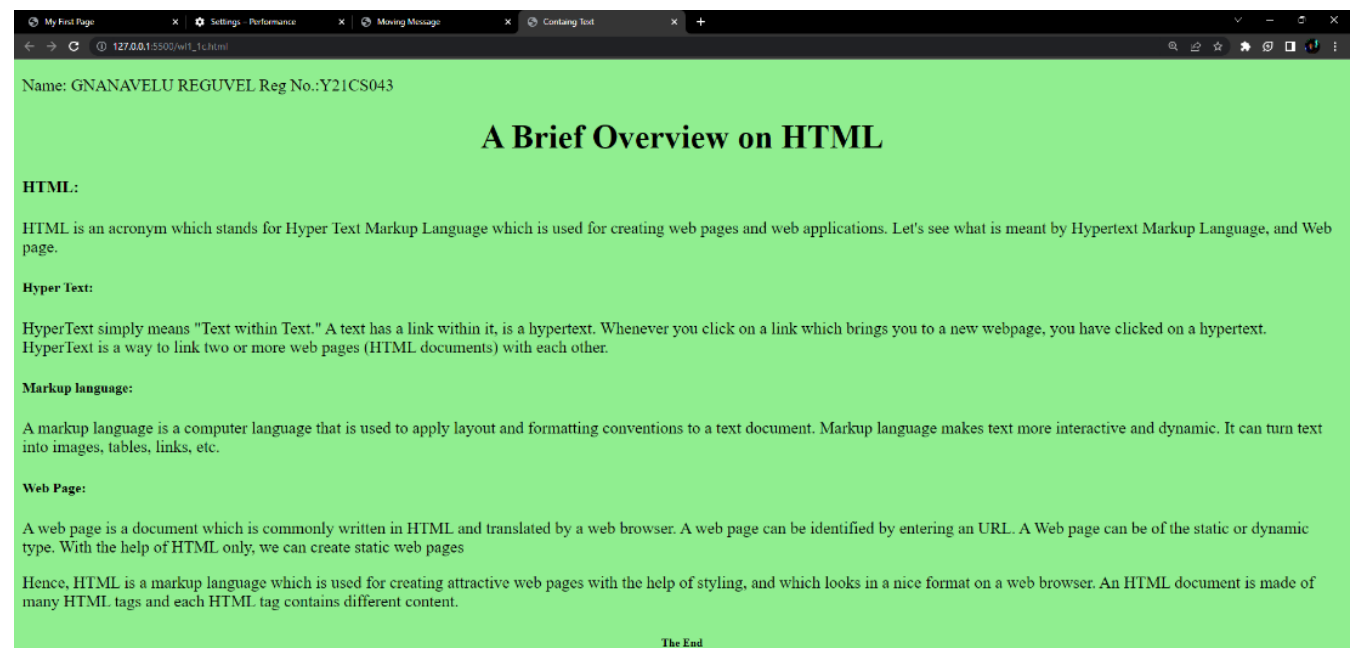 My First Page
Settings - Performance
Moving Message
Containg Text
127.0.0.1:5500/wl1_1c.html
Name: GNANAVELU REGUVEL Reg No.:Y21CS043
A Brief Overview on HTML
HTML:
HTML is an acronym which stands for Hyper Text Markup Language which is used for creating web pages and web applications. Let's see what is meant by Hypertext Markup Language, and Web
page.
Hyper Text:
HyperText simply means "Text within Text." A text has a link within it, is a hypertext. Whenever you click on a link which brings you to a new webpage, you have clicked on a hypertext.
HyperText is a way to link two or more web pages (HTML documents) with each other.
Markup language:
A markup language is a computer language that is used to apply layout and formatting conventions to a text document. Markup language makes text more interactive and dynamic. It can turn text
into images, tables, links, etc.
Web Page:
A web page is a document which is commonly written in HTML and translated by a web browser. A web page can be identified by entering an URL. A Web page can be of the static or dynamic
type. With the help of HTML only, we can create static web pages
Hence, HTML is a markup language which is used for creating attractive web pages with the help of styling, and which looks in a nice format on a web browser. An HTML document is made of
many HTML tags and each HTML tag contains different content.
The End